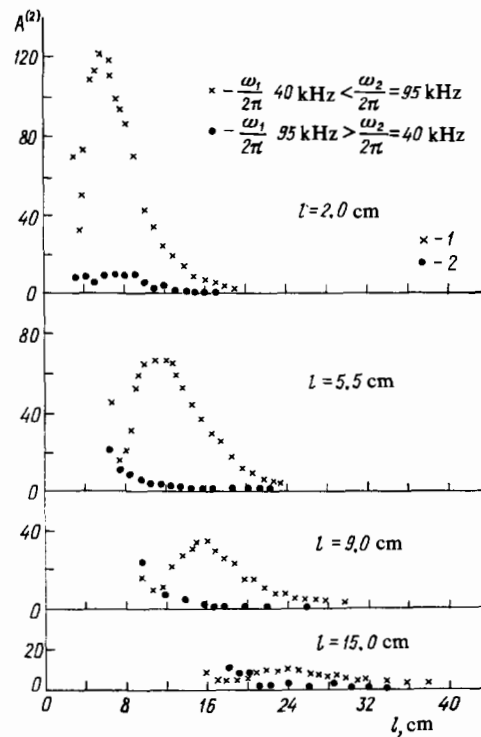 A^(2)
120
80
40
0
× – ω₁/2π 40 kHz < ω₂/2π = 95 kHz
• – ω₁/2π 95 kHz > ω₂/2π = 40 kHz
l = 2.0 cm
× – 1
• – 2
60
40
0
l = 5.5 cm
40
0
l = 9.0 cm
20
10
0
l = 15.0 cm
0 8 16 24 32 40
l, cm